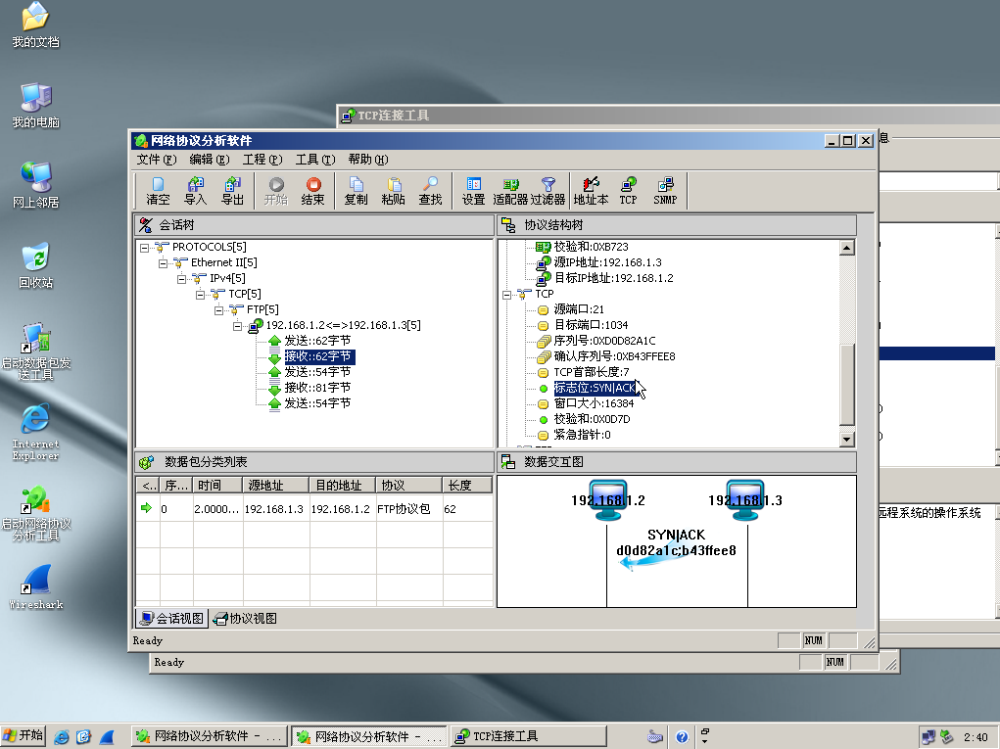 我的文档
我的电脑
网上邻居
回收站
启动数据包发
送工具
Internet
Explorer
启动网络协议
分析工具
Wireshark
TCP连接工具
息
网络协议分析软件
文件(F) 编辑(E) 工程(P) 工具(T) 帮助(H)
清空 导入 导出 开始 结束 复制 粘贴 查找 设置 适配器 过滤器 地址本 TCP SNMP
会话树
PROTOCOLS[5]
Ethernet II[5]
IPv4[5]
TCP[5]
FTP[5]
192.168.1.2<=>192.168.1.3[5]
发送::62字节
接收::62字节
发送::54字节
接收::81字节
发送::54字节
协议结构树
校验和:0XB723
源IP地址:192.168.1.3
目标IP地址:192.168.1.2
TCP
源端口:21
目标端口:1034
序列号:0XD0D82A1C
确认序列号:0XB43FFEE8
TCP首部长度:7
标志位:SYN|ACK
窗口大小:16384
校验和:0X0D7D
紧急指针:0
数据包分类列表
<.. 序... 时间 源地址 目的地址 协议 长度
0 2.0000... 192.168.1.3 192.168.1.2 FTP协议包 62
数据交互图
192.168.1.2 192.168.1.3
SYN|ACK
d0d82a1c;b43ffee8
远程系统的操作系统
会话视图 协议视图
Ready NUM
Ready NUM
开始 网络协议分析软件 - ... 网络协议分析软件 - ... TCP连接工具 2:40